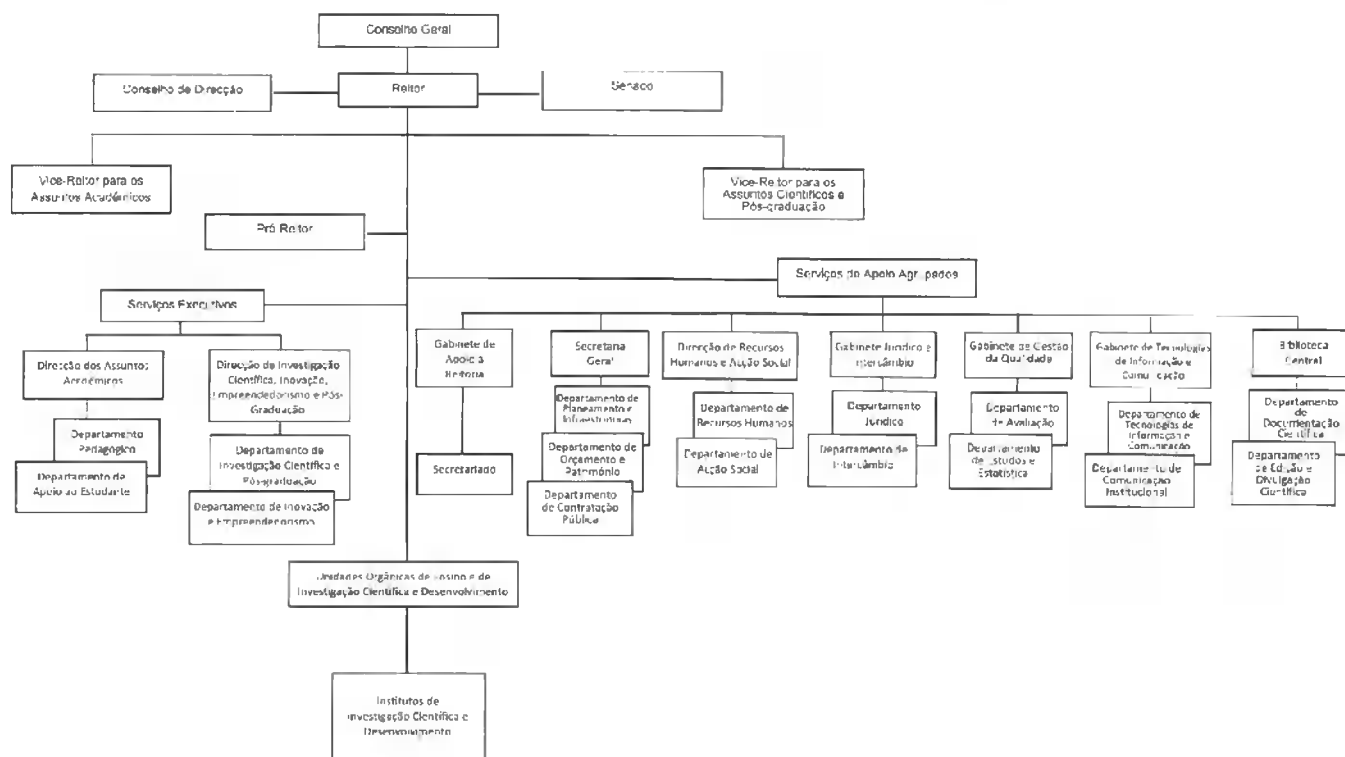 Conselho Geral
Conselho de Direcção
Reitor
Senado
Vice-Reitor para os
Assuntos Académicos
Vice-Reitor para os
Assuntos Científicos e
Pós-graduação
Pró Reitor
Serviços de Apoio Agrupados
Serviços Executivos
Direcção dos Assuntos
Académicos
Direcção de Investigação
Científica, Inovação,
Empreendedorismo e Pós-
Graduação
Gabinete de
Apoio à
Reitoria
Secretaria
Geral
Direcção de Recursos
Humanos e Acção Social
Gabinete Jurídico e
Intercâmbio
Gabinete de Gestão
da Qualidade
Gabinete de Tecnologias
de Informação e
Comunicação
Biblioteca
Central
Departamento
Pedagógico
Departamento de
Apoio ao Estudante
Departamento de
Investigação Científica e
Pós-graduação
Departamento de Inovação
e Empreendedorismo
Secretariado
Departamento de
Planeamento e
Infraestruturas
Departamento de
Orçamento e
Património
Departamento
de Contratação
Pública
Departamento de
Recursos Humanos
Departamento de
Acção Social
Departamento
Jurídico
Departamento de
Intercâmbio
Departamento
de Avaliação
Departamento
de Estudos e
Estatística
Departamento de
Tecnologias de
Informação e
Comunicação
Departamento de
Comunicação
Institucional
Departamento
de
Documentação
Científica
Departamento
de Edição e
Divulgação
Científica
Unidades Orgânicas de Ensino e de
Investigação Científica e Desenvolvimento
Institutos de
Investigação Científica e
Desenvolvimento